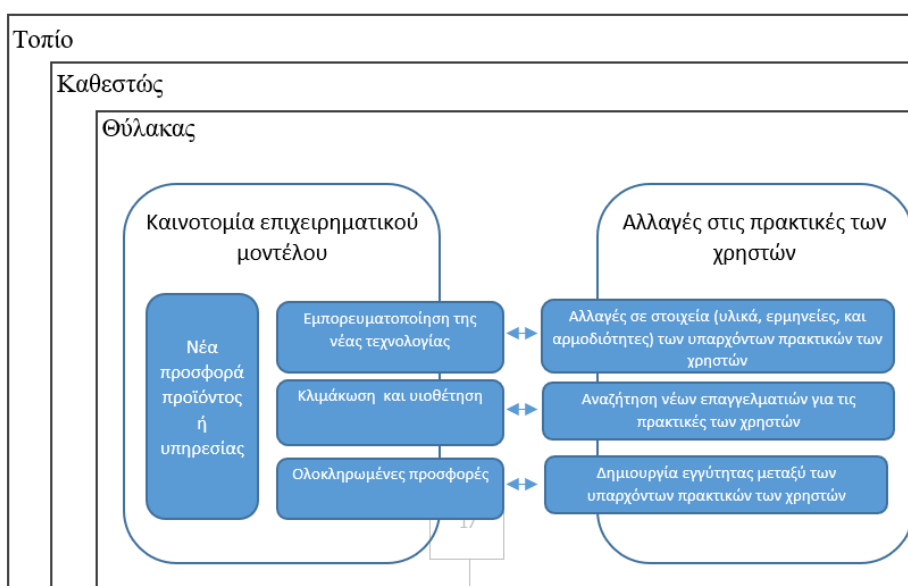 Τοπίο
Καθεστώς
Θύλακας
Καινοτομία επιχειρηματικού
μοντέλου
Αλλαγές στις πρακτικές των
χρηστών
Νέα
προσφορά
προϊόντος
ή
υπηρεσίας
Εμπορευματοποίηση της
νέας τεχνολογίας
Αλλαγές σε στοιχεία (υλικά, ερμηνείες, και
αρμοδιότητες) των υπαρχόντων πρακτικών των
χρηστών
Κλιμάκωση και υιοθέτηση
Αναζήτηση νέων επαγγελματιών για τις
πρακτικές των χρηστών
Ολοκληρωμένες προσφορές
Δημιουργία εγγύτητας μεταξύ των
υπαρχόντων πρακτικών των χρηστών
17